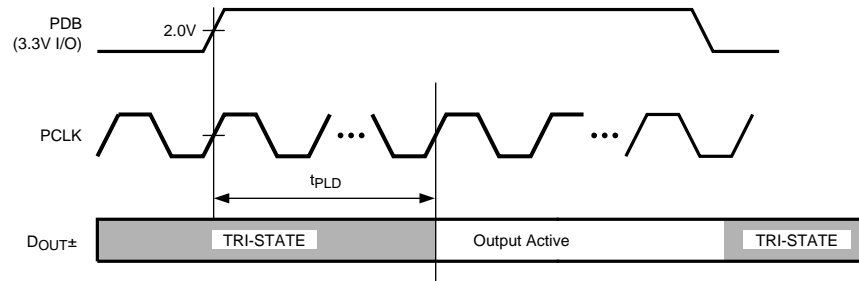 PDB
(3.3V I/O)
2.0V
PCLK
tPLD
DOUT±
TRI-STATE
Output Active
TRI-STATE